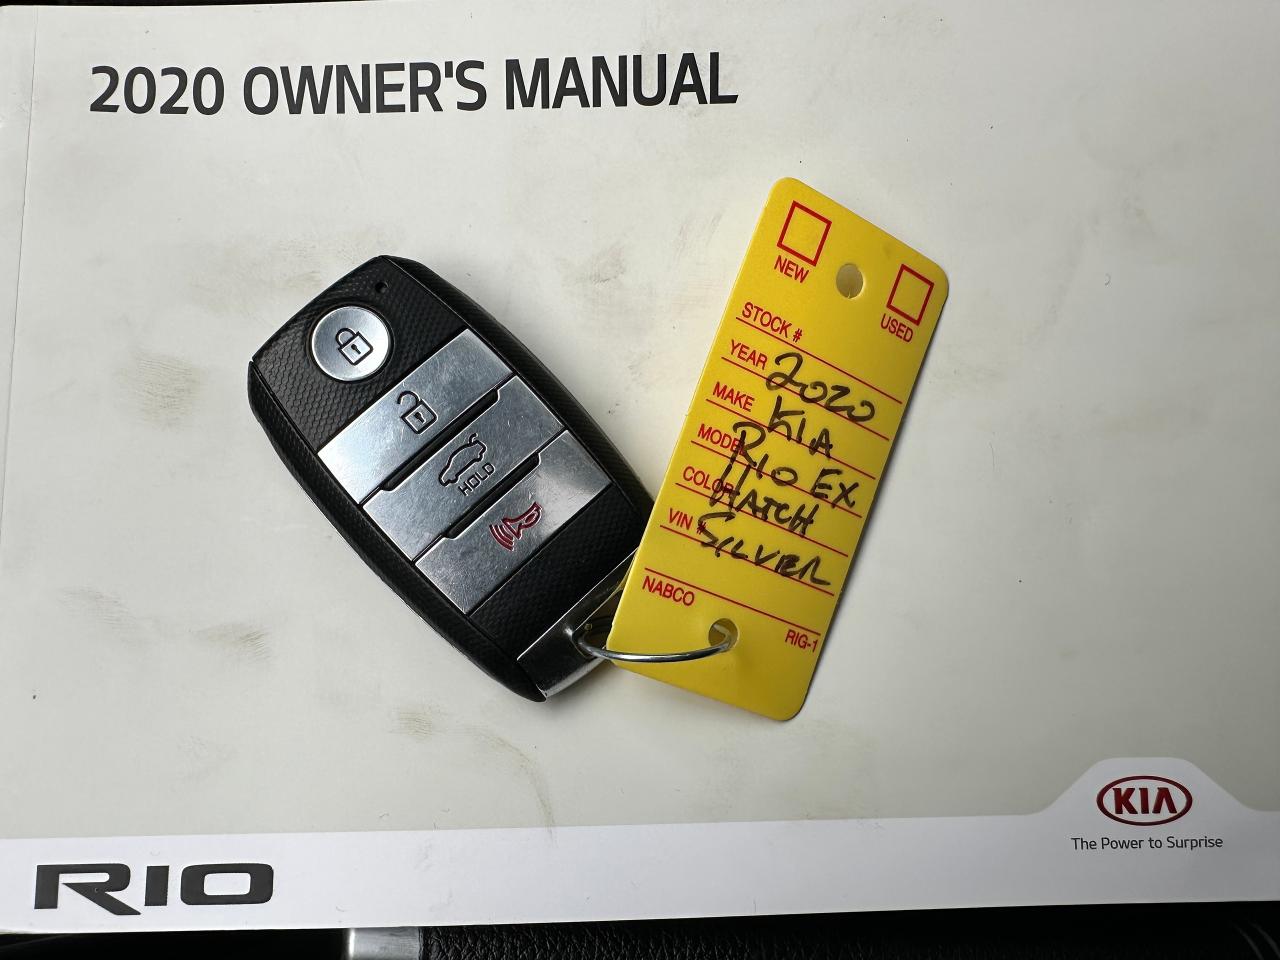 2020 OWNER'S MANUAL
HOLD
NEW
USED
STOCK #
YEAR 2020
MAKE KIA
MODEL RIO EX
COLOR HATCH
VIN # SILVER
NABCO
RIG-1
KIA
The Power to Surprise
RIO